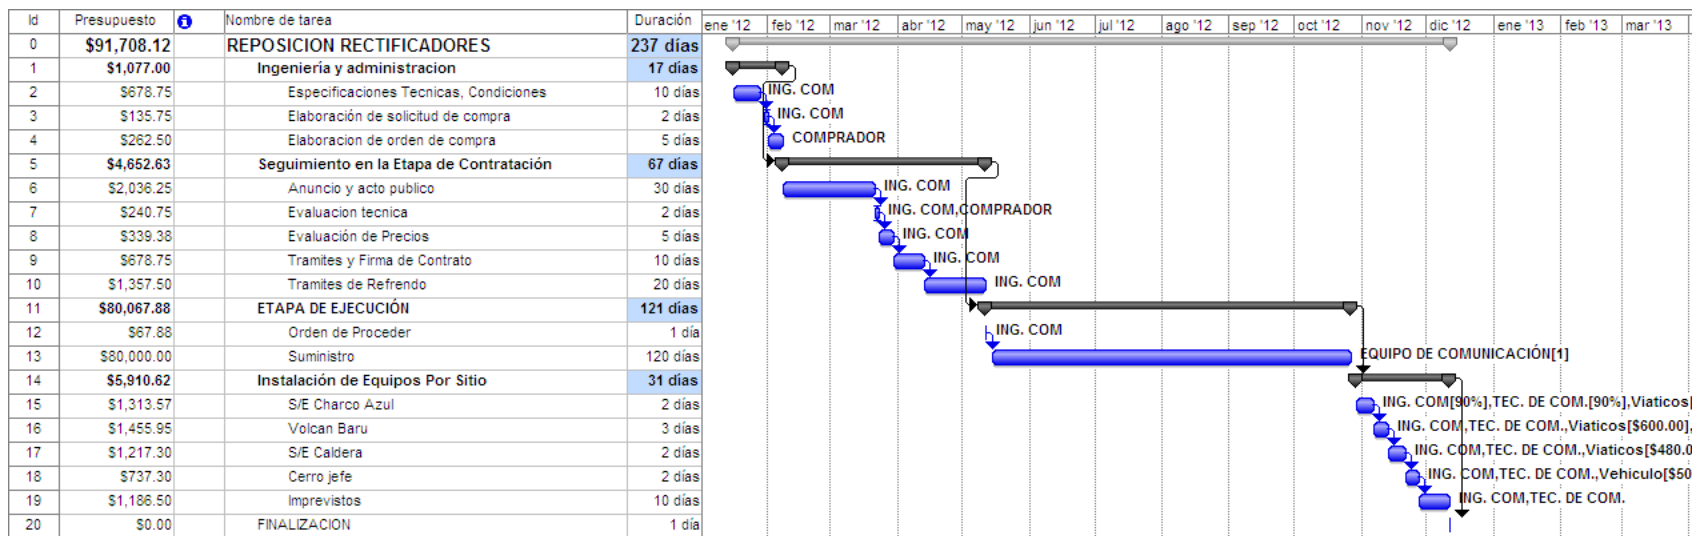 Id Presupuesto Nombre de tarea Duración ene '12 feb '12 mar '12 abr '12 may '12 jun '12 jul '12 ago '12 sep '12 oct '12 nov '12 dic '12 ene '13 feb '13 mar '13
0 $91,708.12 REPOSICION RECTIFICADORES 237 días
1 $1,077.00 Ingeniería y administracion 17 días
2 $678.75 Especificaciones Tecnicas, Condiciones 10 días ING. COM
3 $135.75 Elaboración de solicitud de compra 2 días ING. COM
4 $262.50 Elaboracion de orden de compra 5 días COMPRADOR
5 $4,652.63 Seguimiento en la Etapa de Contratación 67 días
6 $2,036.25 Anuncio y acto publico 30 días ING. COM
7 $240.75 Evaluacion tecnica 2 días ING. COM,COMPRADOR
8 $339.38 Evaluación de Precios 5 días ING. COM
9 $678.75 Tramites y Firma de Contrato 10 días ING. COM
10 $1,357.50 Tramites de Refrendo 20 días ING. COM
11 $80,067.88 ETAPA DE EJECUCIÓN 121 días
12 $67.88 Orden de Proceder 1 día ING. COM
13 $80,000.00 Suministro 120 días EQUIPO DE COMUNICACIÓN[1]
14 $5,910.62 Instalación de Equipos Por Sitio 31 días
15 $1,313.57 S/E Charco Azul 2 días ING. COM[90%],TEC. DE COM.[90%],Viaticos[
16 $1,455.95 Volcan Baru 3 días ING. COM,TEC. DE COM.,Viaticos[$600.00],
17 $1,217.30 S/E Caldera 2 días ING. COM,TEC. DE COM.,Viaticos[$480.0
18 $737.30 Cerro jefe 2 días ING. COM,TEC. DE COM.,Vehiculo[$50
19 $1,186.50 Imprevistos 10 días ING. COM,TEC. DE COM.
20 $0.00 FINALIZACION 1 día